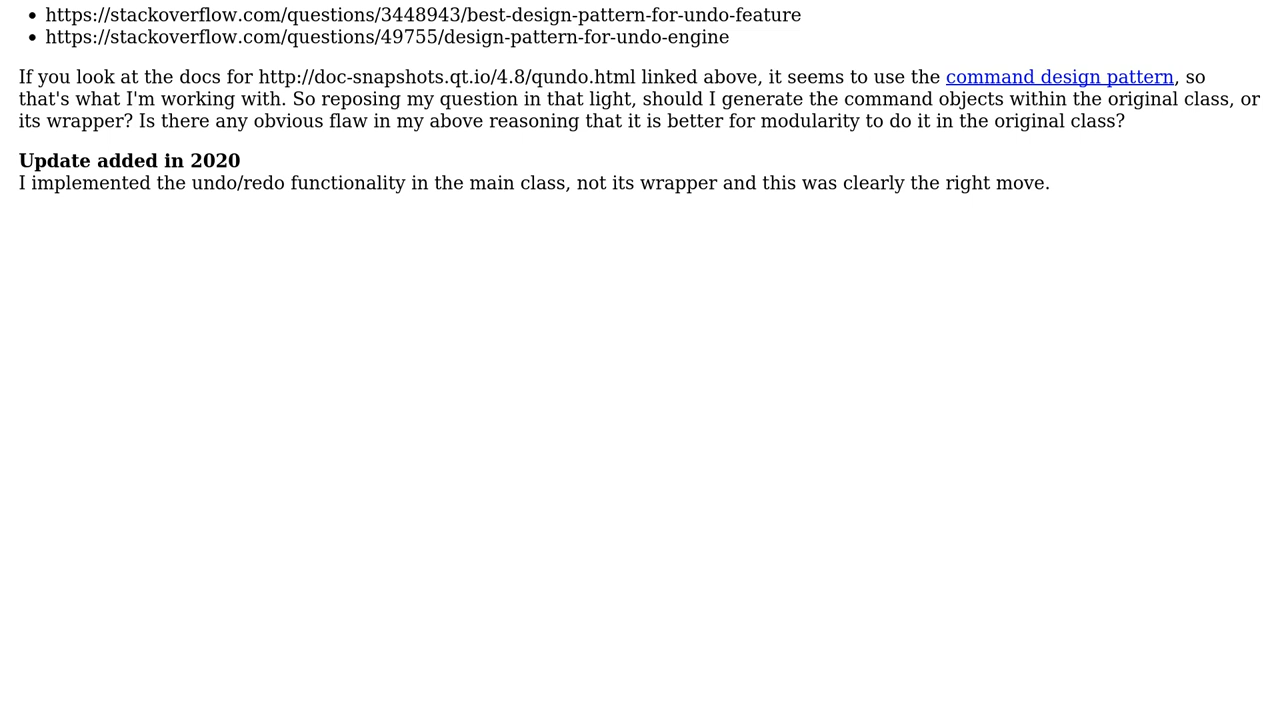 • https://stackoverflow.com/questions/3448943/best-design-pattern-for-undo-feature
• https://stackoverflow.com/questions/49755/design-pattern-for-undo-engine
If you look at the docs for http://doc-snapshots.qt.io/4.8/qundo.html linked above, it seems to use the command design pattern, so
that's what I'm working with. So reposing my question in that light, should I generate the command objects within the original class, or
its wrapper? Is there any obvious flaw in my above reasoning that it is better for modularity to do it in the original class?
Update added in 2020
I implemented the undo/redo functionality in the main class, not its wrapper and this was clearly the right move.